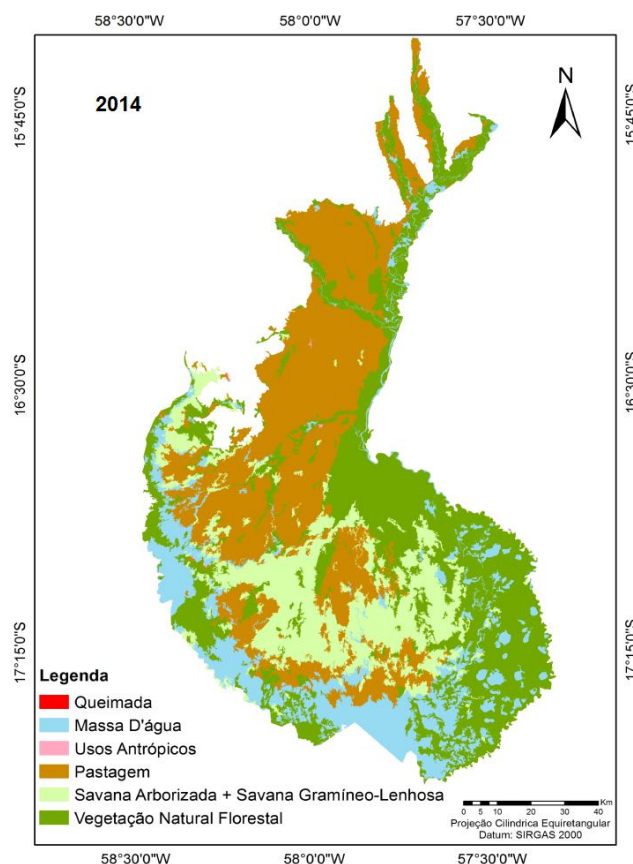 58°30'0"W 58°0'0"W 57°30'0"W
2014
N
15°45'0"S 15°45'0"S
16°30'0"S 16°30'0"S
17°15'0"S 17°15'0"S
Legenda
Queimada
Massa D'água
Usos Antrópicos
Pastagem
Savana Arborizada + Savana Gramíneo-Lenhosa
Vegetação Natural Florestal
Km
0 5 10 20 30 40
Projeção Cilindrica Equiretangular
Datum: SIRGAS 2000
58°30'0"W 58°0'0"W 57°30'0"W